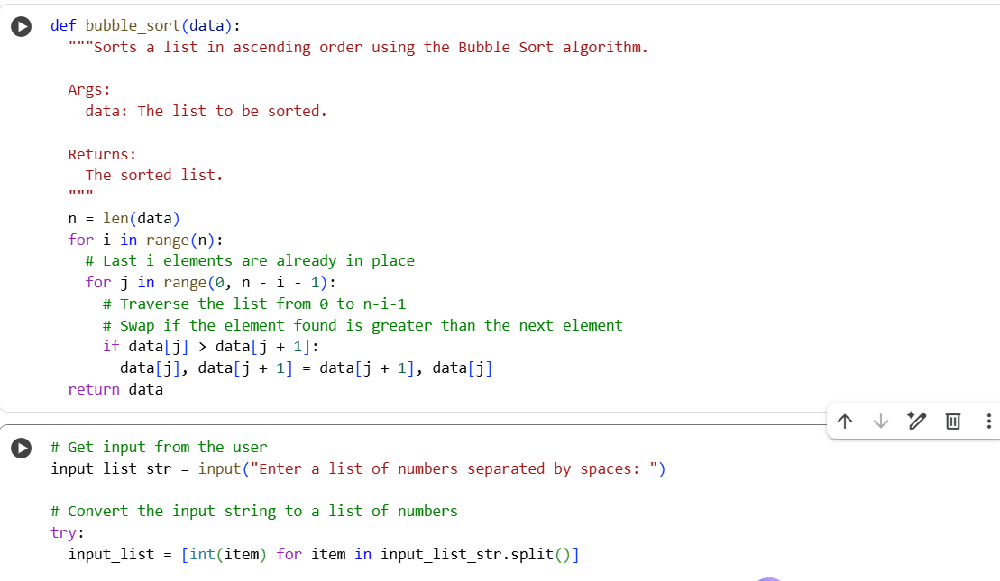 def bubble_sort(data):
  """Sorts a list in ascending order using the Bubble Sort algorithm.

  Args:
    data: The list to be sorted.

  Returns:
    The sorted list.
  """
  n = len(data)
  for i in range(n):
    # Last i elements are already in place
    for j in range(0, n - i - 1):
      # Traverse the list from 0 to n-i-1
      # Swap if the element found is greater than the next element
      if data[j] > data[j + 1]:
        data[j], data[j + 1] = data[j + 1], data[j]
  return data

# Get input from the user
input_list_str = input("Enter a list of numbers separated by spaces: ")

# Convert the input string to a list of numbers
try:
  input_list = [int(item) for item in input_list_str.split()]